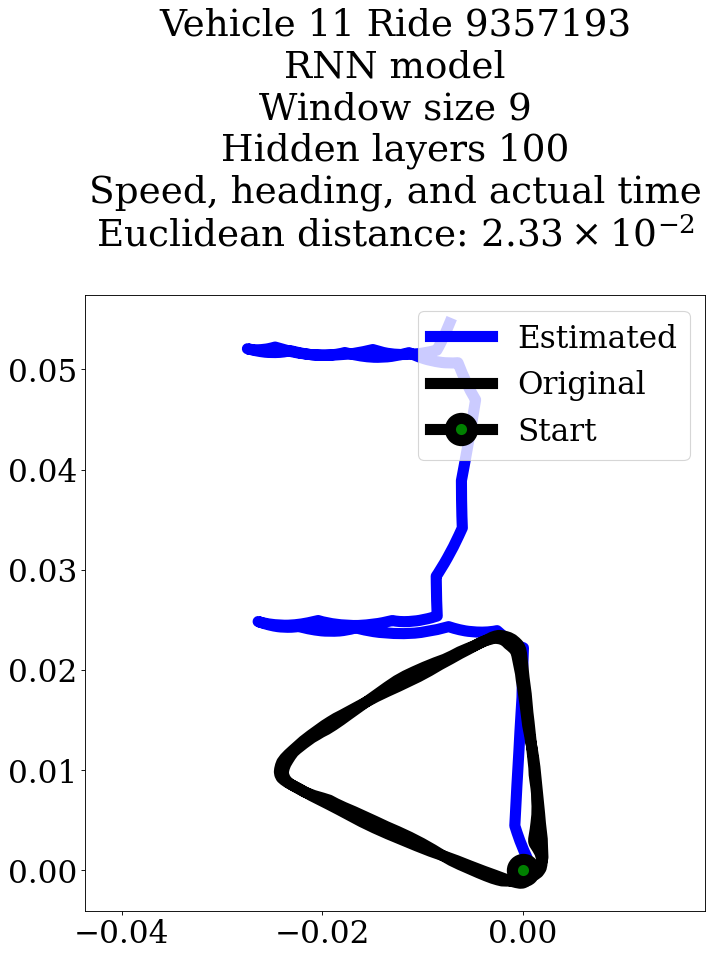 Vehicle 11 Ride 9357193
RNN model
Window size 9
Hidden layers 100
Speed, heading, and actual time
Euclidean distance: 2.33 × 10⁻²
Estimated
Original
Start
0.05
0.04
0.03
0.02
0.01
0.00
−0.04
−0.02
0.00